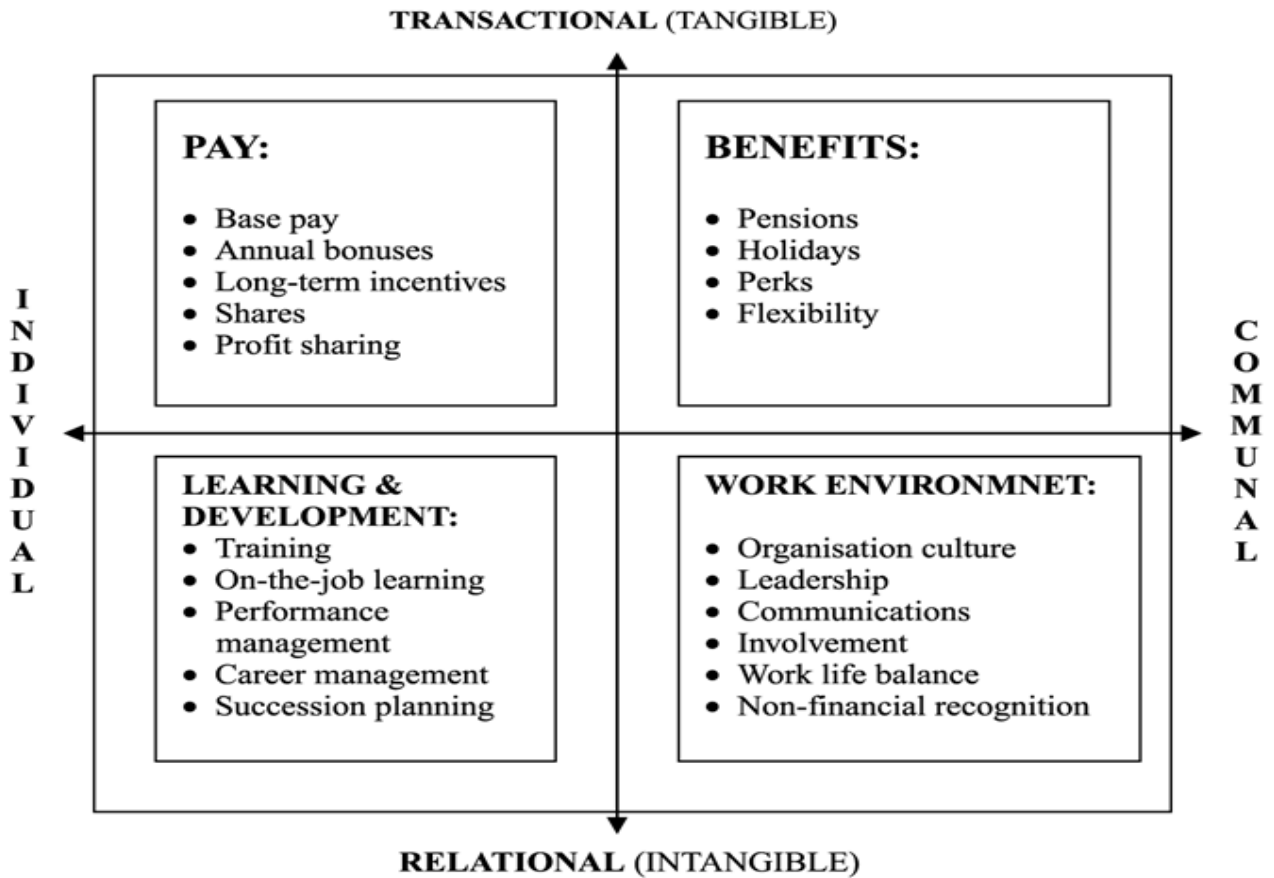 TRANSACTIONAL (TANGIBLE)
INDIVIDUAL
PAY:
• Base pay
• Annual bonuses
• Long-term incentives
• Shares
• Profit sharing
BENEFITS:
• Pensions
• Holidays
• Perks
• Flexibility
COMMUNAL
LEARNING &
DEVELOPMENT:
• Training
• On-the-job learning
• Performance
management
• Career management
• Succession planning
WORK ENVIRONMNET:
• Organisation culture
• Leadership
• Communications
• Involvement
• Work life balance
• Non-financial recognition
RELATIONAL (INTANGIBLE)